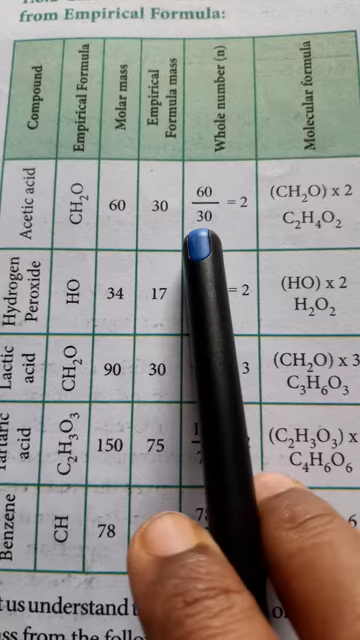 from Empirical Formula:
Compound
Empirical Formula
Molar mass
Empirical
Formula mass
Whole number (n)
Molecular formula
Acetic acid
CH₂O
60
30
60
30
= 2
(CH₂O) x 2
C₂H₄O₂
Hydrogen
Peroxide
HO
34
17
= 2
(HO) x 2
H₂O₂
Lactic
acid
CH₂O
90
30
3
(CH₂O) x 3
C₃H₆O₃
Tartaric
acid
C₂H₃O₃
150
75
(C₂H₃O₃) x
C₄H₆O₆
Benzene
CH
78
6
us understand
from the